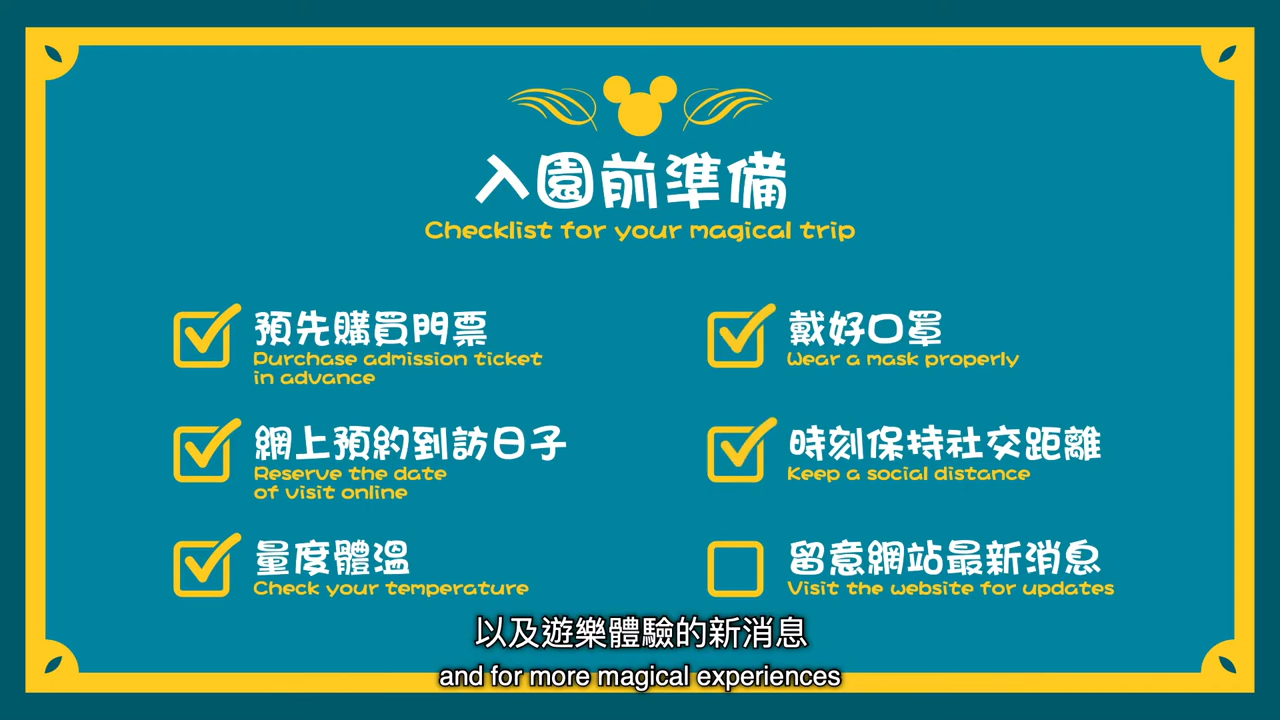 入園前準備
Checklist for your magical trip
預先購買門票
Purchase admission ticket
in advance
網上預約到訪日子
Reserve the date
of visit online
量度體溫
Check your temperature
戴好口罩
Wear a mask properly
時刻保持社交距離
Keep a social distance
留意網站最新消息
Visit the website for updates
以及遊樂體驗的新消息
and for more magical experiences